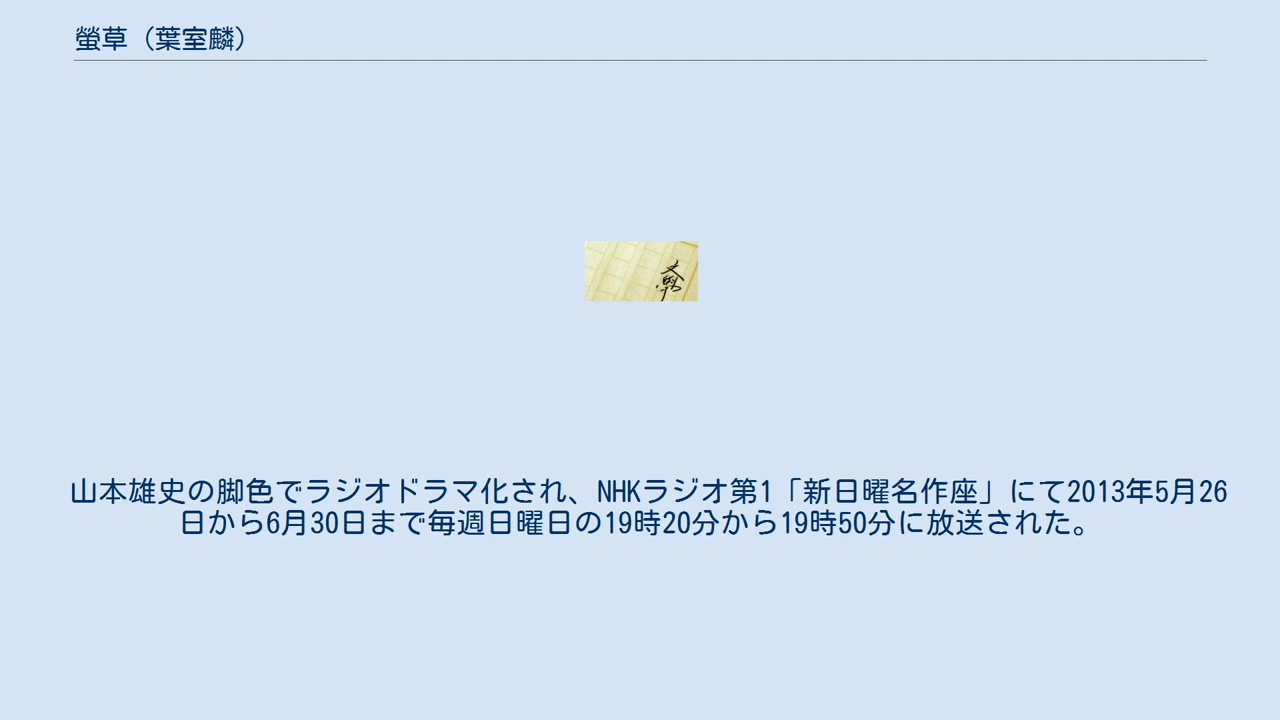 螢草（葉室麟）
山本雄史の脚色でラジオドラマ化され、NHKラジオ第1「新日曜名作座」にて2013年5月26
日から6月30日まで毎週日曜日の19時20分から19時50分に放送された。